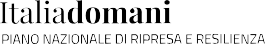 Italiadomani
PIANO NAZIONALE DI RIPRESA E RESILIENZA